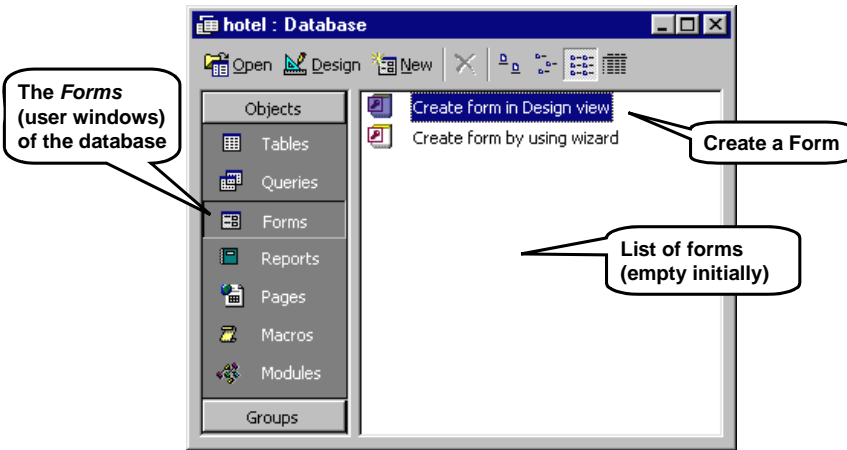 hotel : Database
Open Design New
The Forms
(user windows)
of the database
Objects
Tables
Queries
Forms
Reports
Pages
Macros
Modules
Groups
Create form in Design view
Create form by using wizard
Create a Form
List of forms
(empty initially)